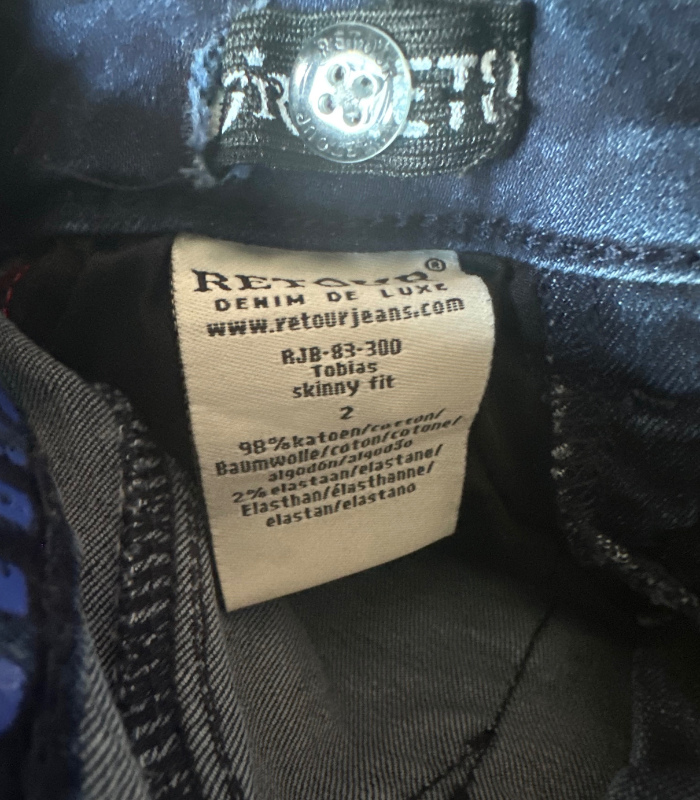 RETOUR
RETOUR®
DENIM DE LUXE
www.retourjeans.com
RJB-83-300
Tobias
skinny fit
2
98%katoen/cotton/
Baumwolle/coton/cotone/
algodón/algodão
2%elastaan/elastane/
Elasthan/élasthanne/
elastan/elastano